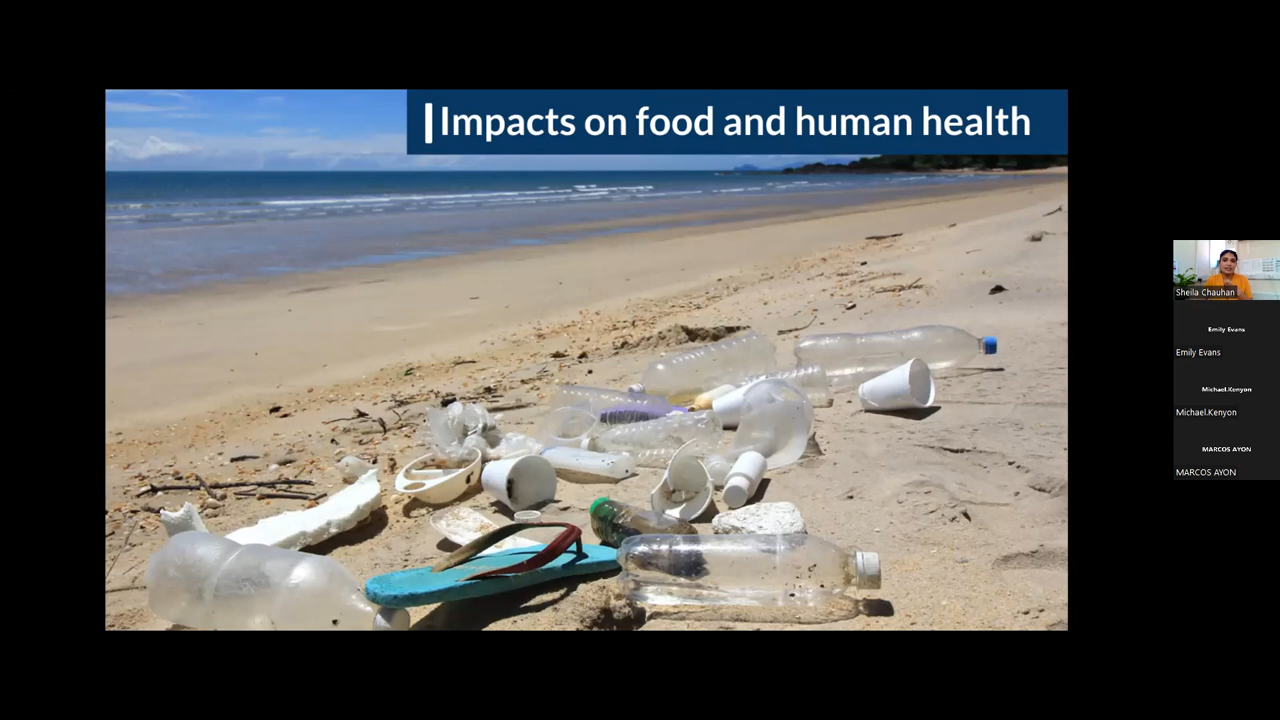 Impacts on food and human health
Sheila Chauhan
Emily Evans
Emily Evans
Michael.Kenyon
Michael.Kenyon
MARCOS AYON
MARCOS AYON